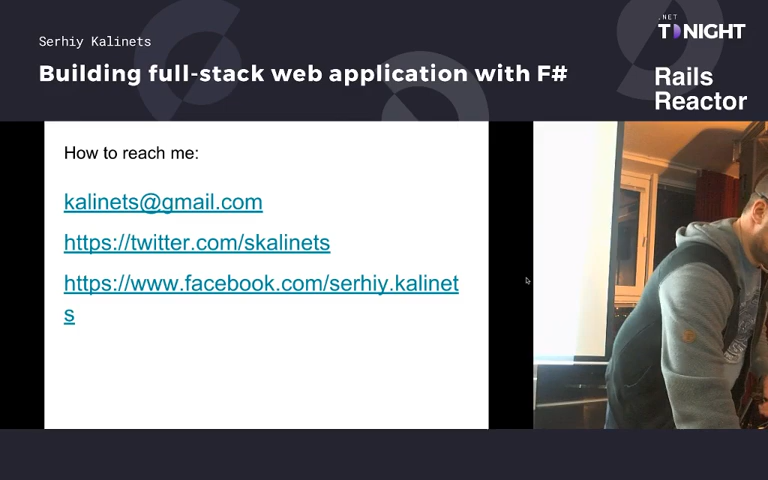 Serhiy Kalinets
Building full-stack web application with F#
.NET
TONIGHT
Rails
Reactor
How to reach me:
kalinets@gmail.com
https://twitter.com/skalinets
https://www.facebook.com/serhiy.kalinet
s